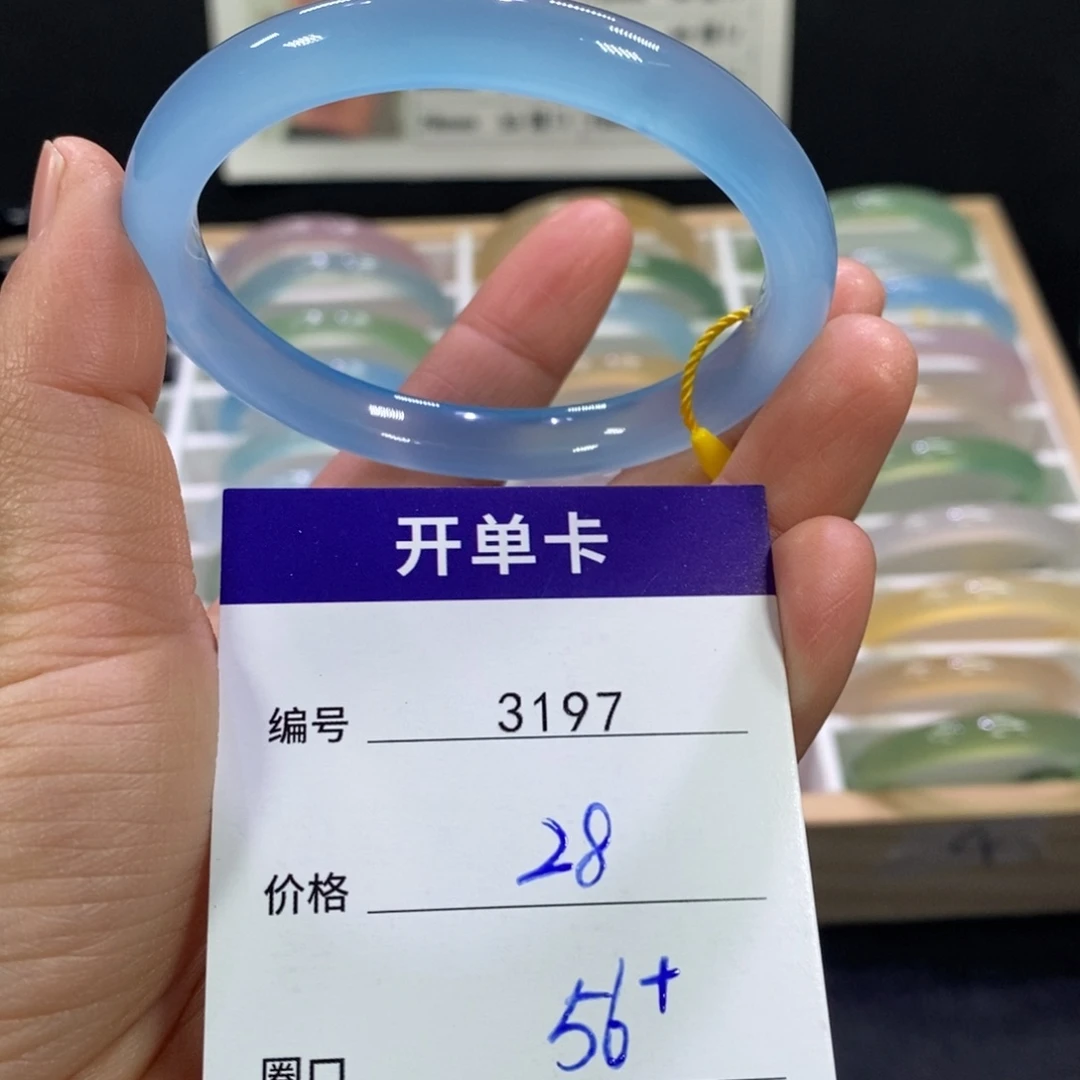 开单卡
编号 3197
价格 28
圈口 56+